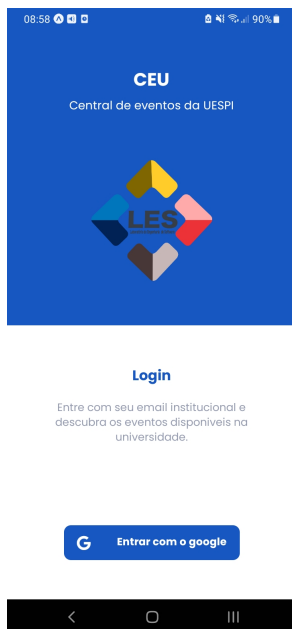 08:58 90%
CEU
Central de eventos da UESPI
LES
Login
Entre com seu email institucional e
descubra os eventos disponiveis na
universidade.
Entrar com o google